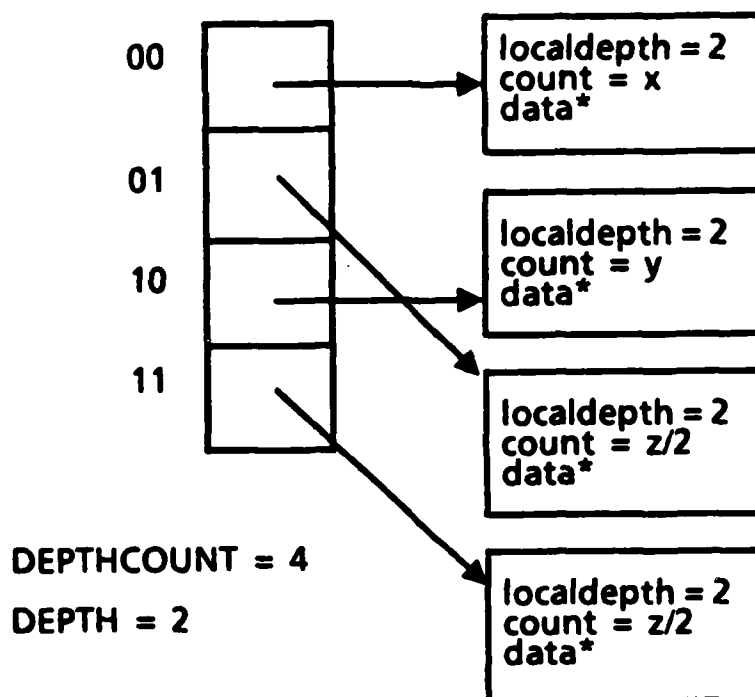 00
01
10
11
localdepth = 2
count = x
data*
localdepth = 2
count = y
data*
localdepth = 2
count = z/2
data*
localdepth = 2
count = z/2
data*
DEPTHCOUNT = 4
DEPTH = 2